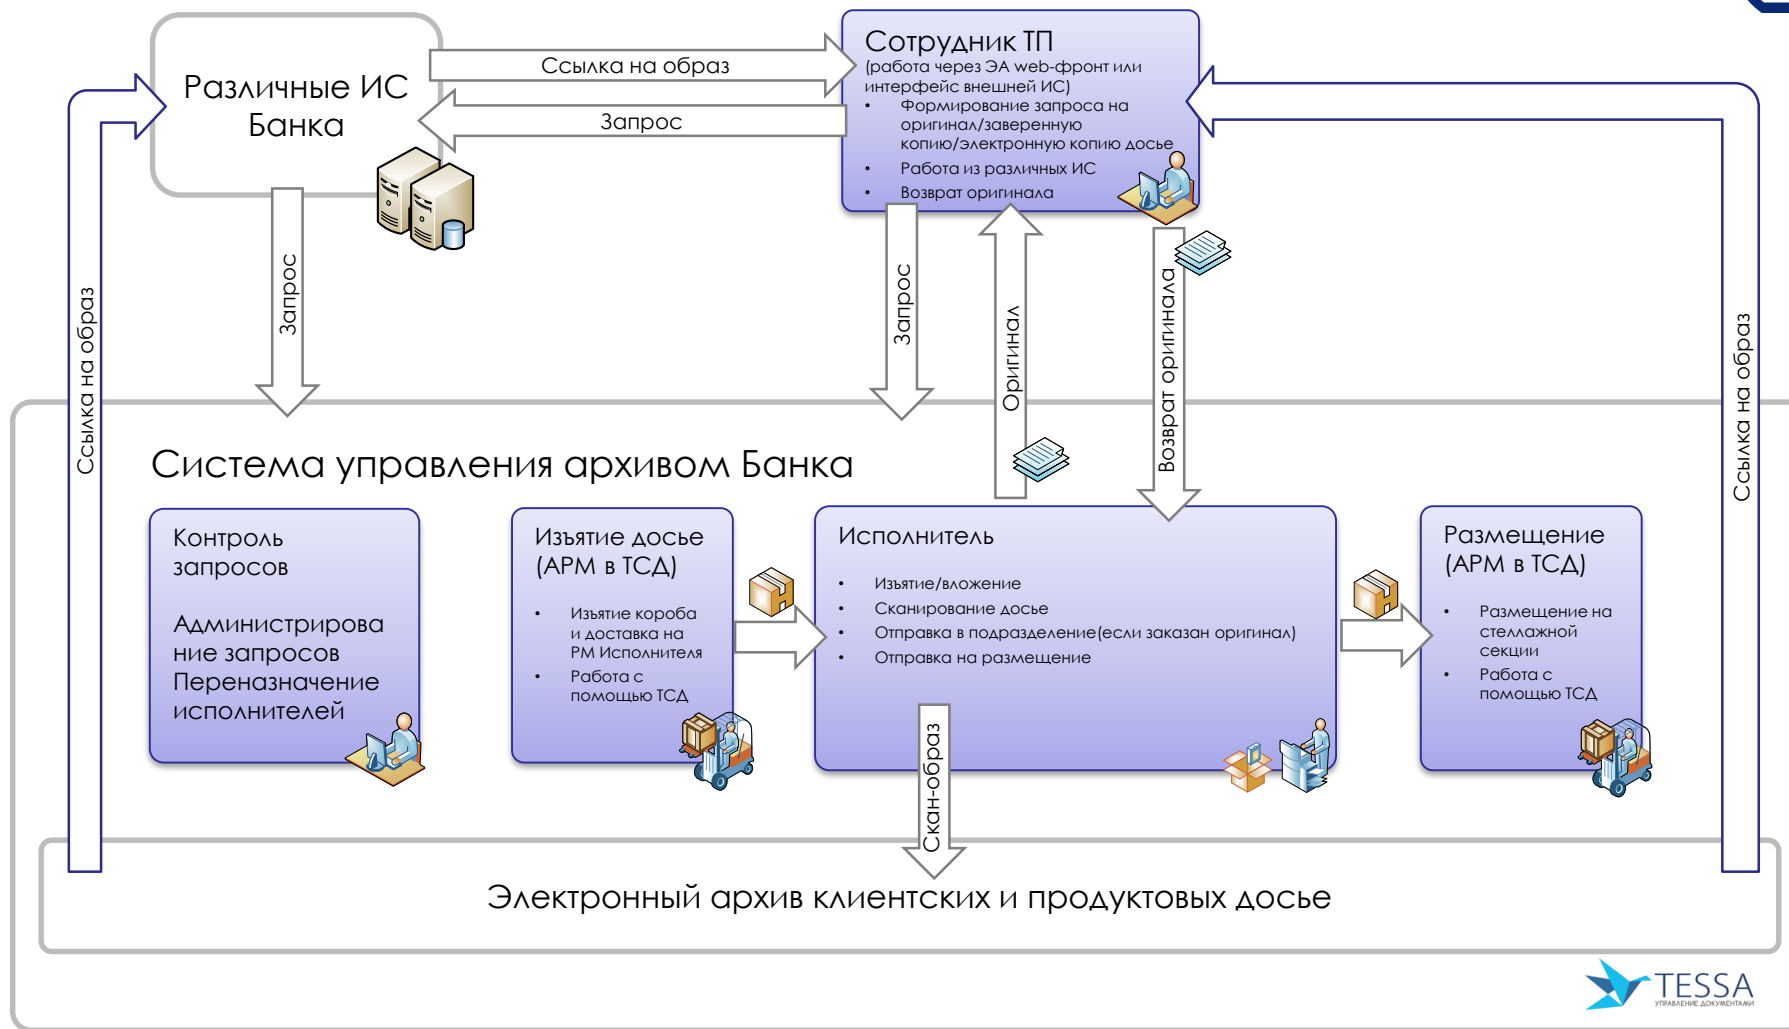 Различные ИС
Банка
Ссылка на образ
Запрос
Сотрудник ТП
(работа через ЭА web-фронт или
интерфейс внешней ИС)
• Формирование запроса на
оригинал/заверенную
копию/электронную копию досье
• Работа из различных ИС
• Возврат оригинала
Ссылка на образ
Запрос
Запрос
Оригинал
Возврат оригинала
Ссылка на образ
Система управления архивом Банка
Контроль
запросов
Администрирова
ние запросов
Переназначение
исполнителей
Изъятие досье
(АРМ в ТСД)
• Изъятие короба
и доставка на
РМ Исполнителя
• Работа с
помощью ТСД
Исполнитель
• Изъятие/вложение
• Сканирование досье
• Отправка в подразделение(если заказан оригинал)
• Отправка на размещение
Размещение
(АРМ в ТСД)
• Размещение на
стеллажной
секции
• Работа с
помощью ТСД
Скан-образ
Электронный архив клиентских и продуктовых досье
TESSA
УПРАВЛЕНИЕ ДОКУМЕНТАМИ